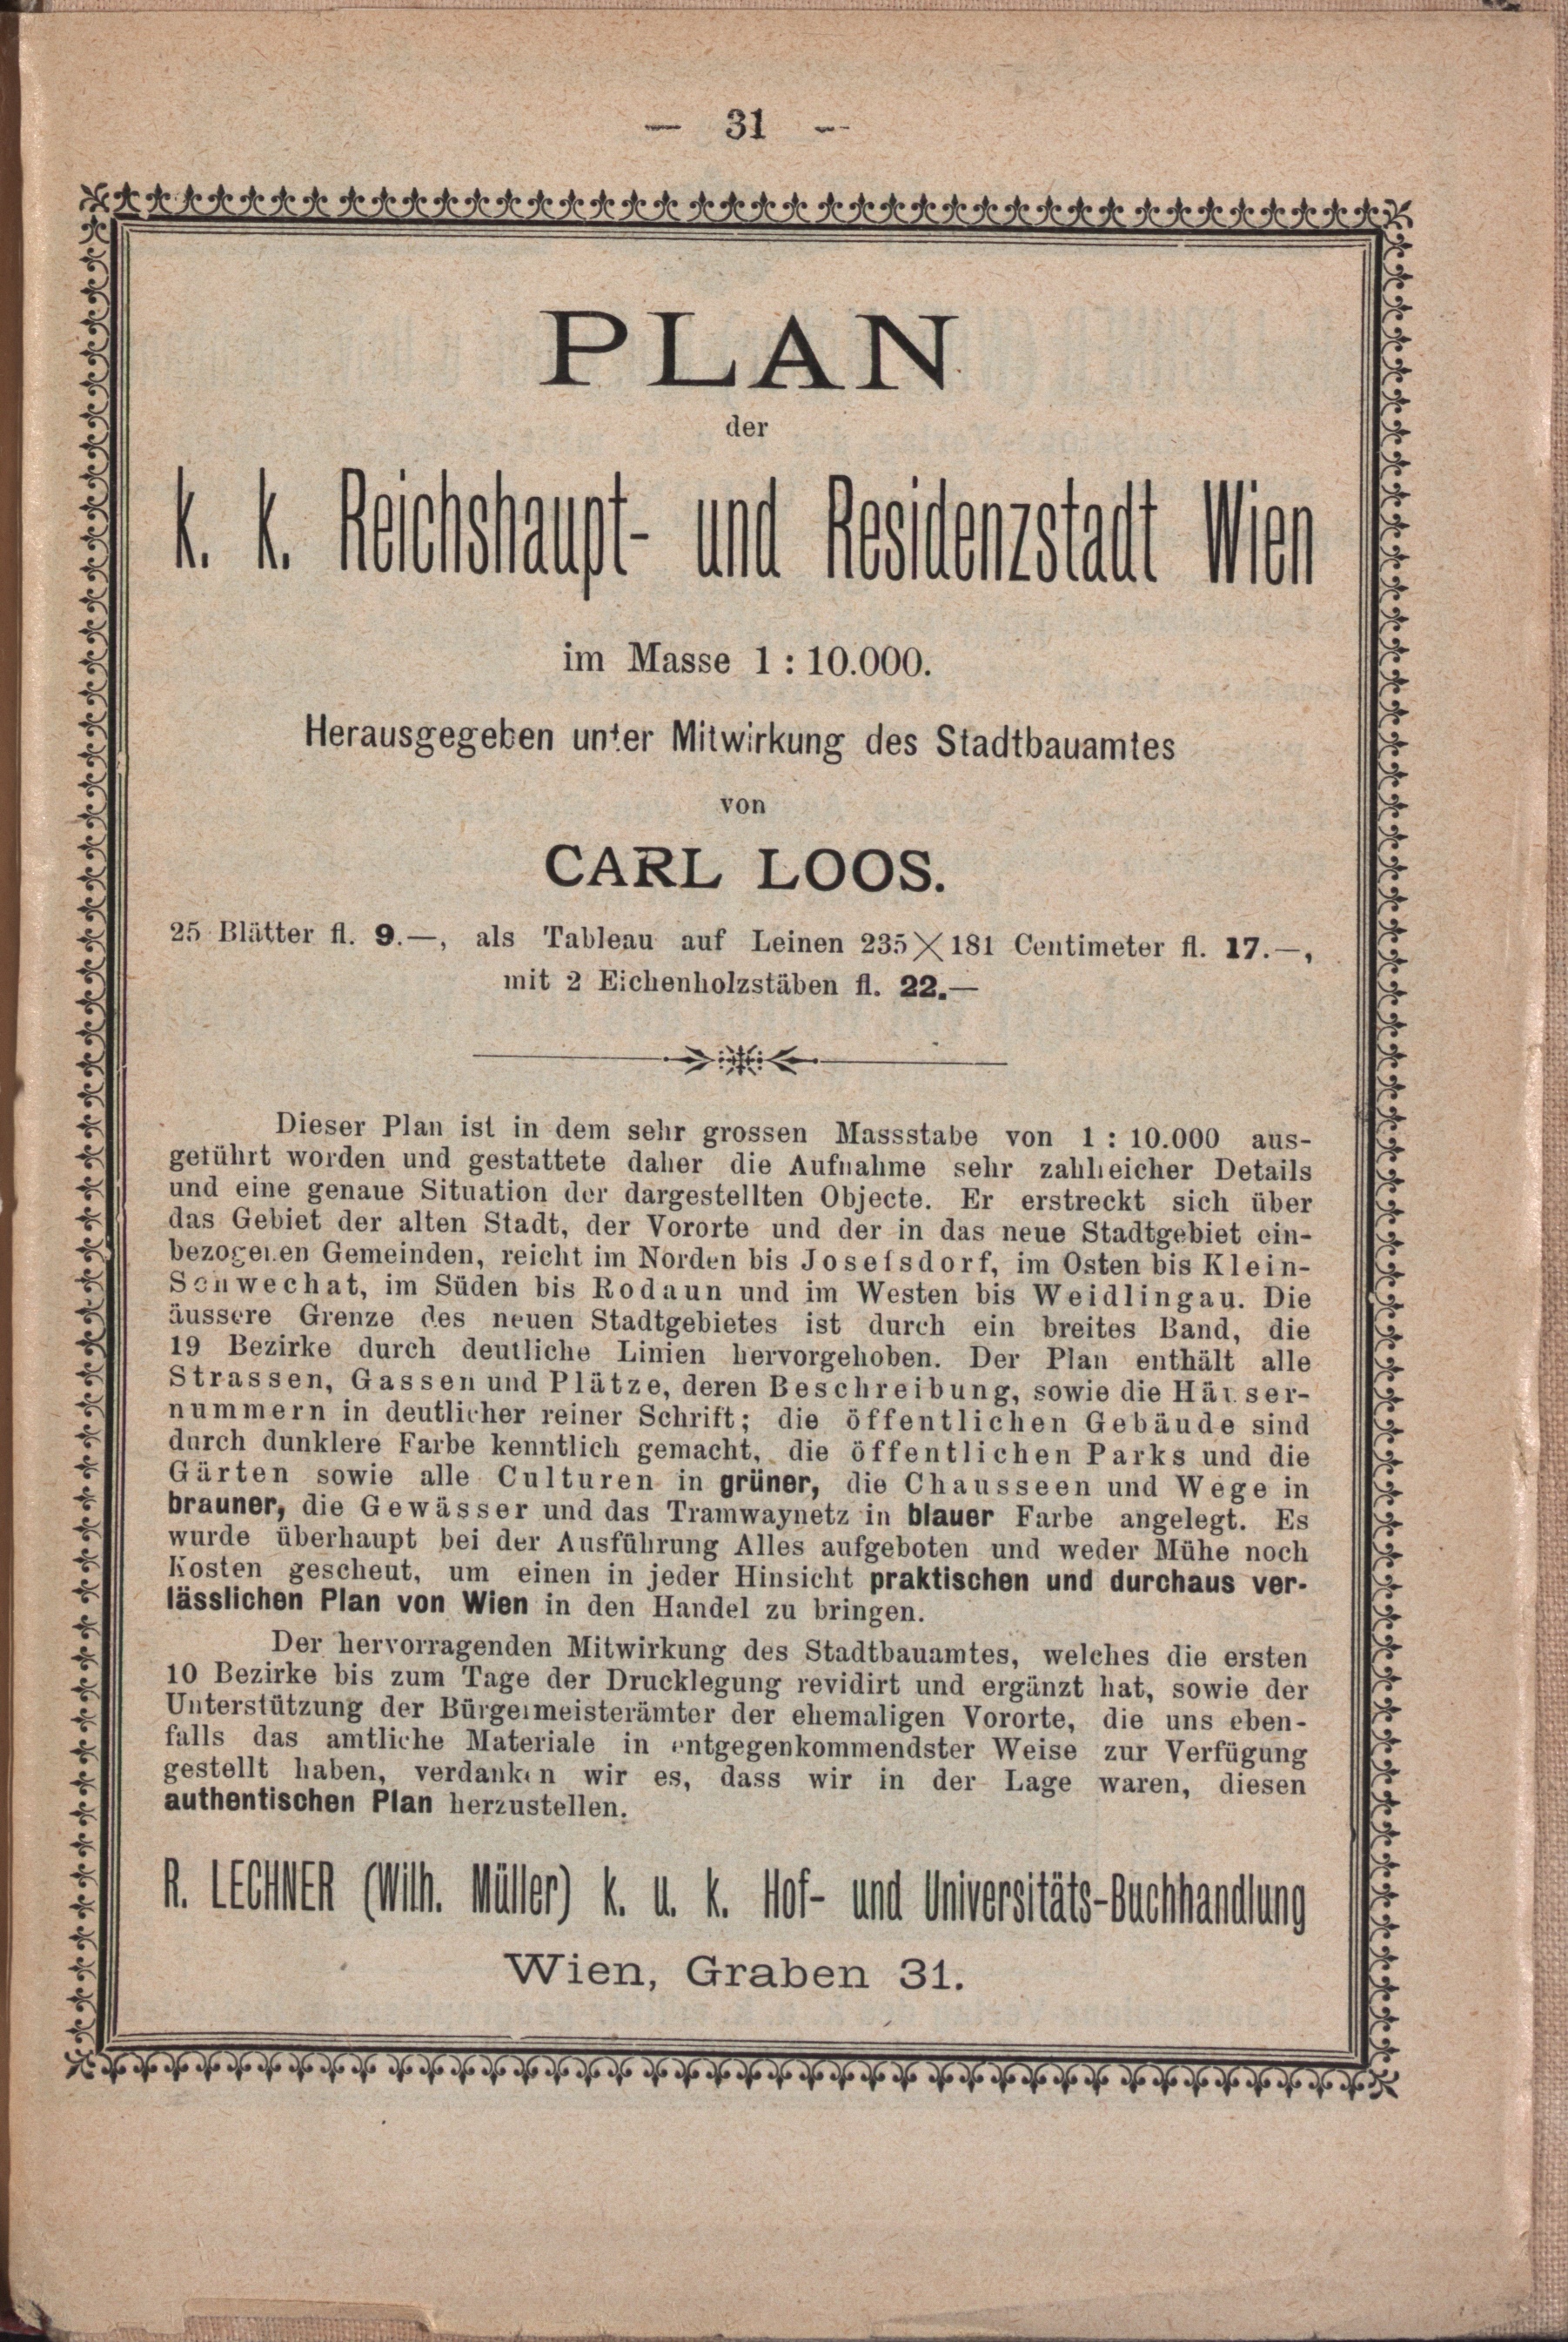 — 31 —
PLAN
der
k. k. Reichshaupt- und Residenzstadt Wien
im Masse 1 : 10.000.
Herausgegeben unter Mitwirkung des Stadtbauamtes
von
CARL LOOS.
25 Blätter fl. 9.—, als Tableau auf Leinen 235 × 181 Centimeter fl. 17.—,
mit 2 Eichenholzstäben fl. 22.—
Dieser Plan ist in dem sehr grossen Massstabe von 1 : 10.000 aus-
geführt worden und gestattete daher die Aufnahme sehr zahlreicher Details
und eine genaue Situation der dargestellten Objecte. Er erstreckt sich über
das Gebiet der alten Stadt, der Vororte und der in das neue Stadtgebiet ein-
bezogenen Gemeinden, reicht im Norden bis Josefsdorf, im Osten bis Klein-
Schwechat, im Süden bis Rodaun und im Westen bis Weidlingau. Die
äussere Grenze des neuen Stadtgebietes ist durch ein breites Band, die
19 Bezirke durch deutliche Linien hervorgehoben. Der Plan enthält alle
Strassen, Gassen und Plätze, deren Beschreibung, sowie die Häuser-
nummern in deutlicher reiner Schrift; die öffentlichen Gebäude sind
durch dunklere Farbe kenntlich gemacht, die öffentlichen Parks und die
Gärten sowie alle Culturen in grüner, die Chausseen und Wege in
brauner, die Gewässer und das Tramwaynetz in blauer Farbe angelegt. Es
wurde überhaupt bei der Ausführung Alles aufgeboten und weder Mühe noch
Kosten gescheut, um einen in jeder Hinsicht praktischen und durchaus ver-
lässlichen Plan von Wien in den Handel zu bringen.
Der hervorragenden Mitwirkung des Stadtbauamtes, welches die ersten
10 Bezirke bis zum Tage der Drucklegung revidirt und ergänzt hat, sowie der
Unterstützung der Bürgermeisterämter der ehemaligen Vororte, die uns eben-
falls das amtliche Materiale in entgegenkommendster Weise zur Verfügung
gestellt haben, verdanken wir es, dass wir in der Lage waren, diesen
authentischen Plan herzustellen.
R. LECHNER (Wilh. Müller) k. u. k. Hof- und Universitäts-Buchhandlung
Wien, Graben 31.